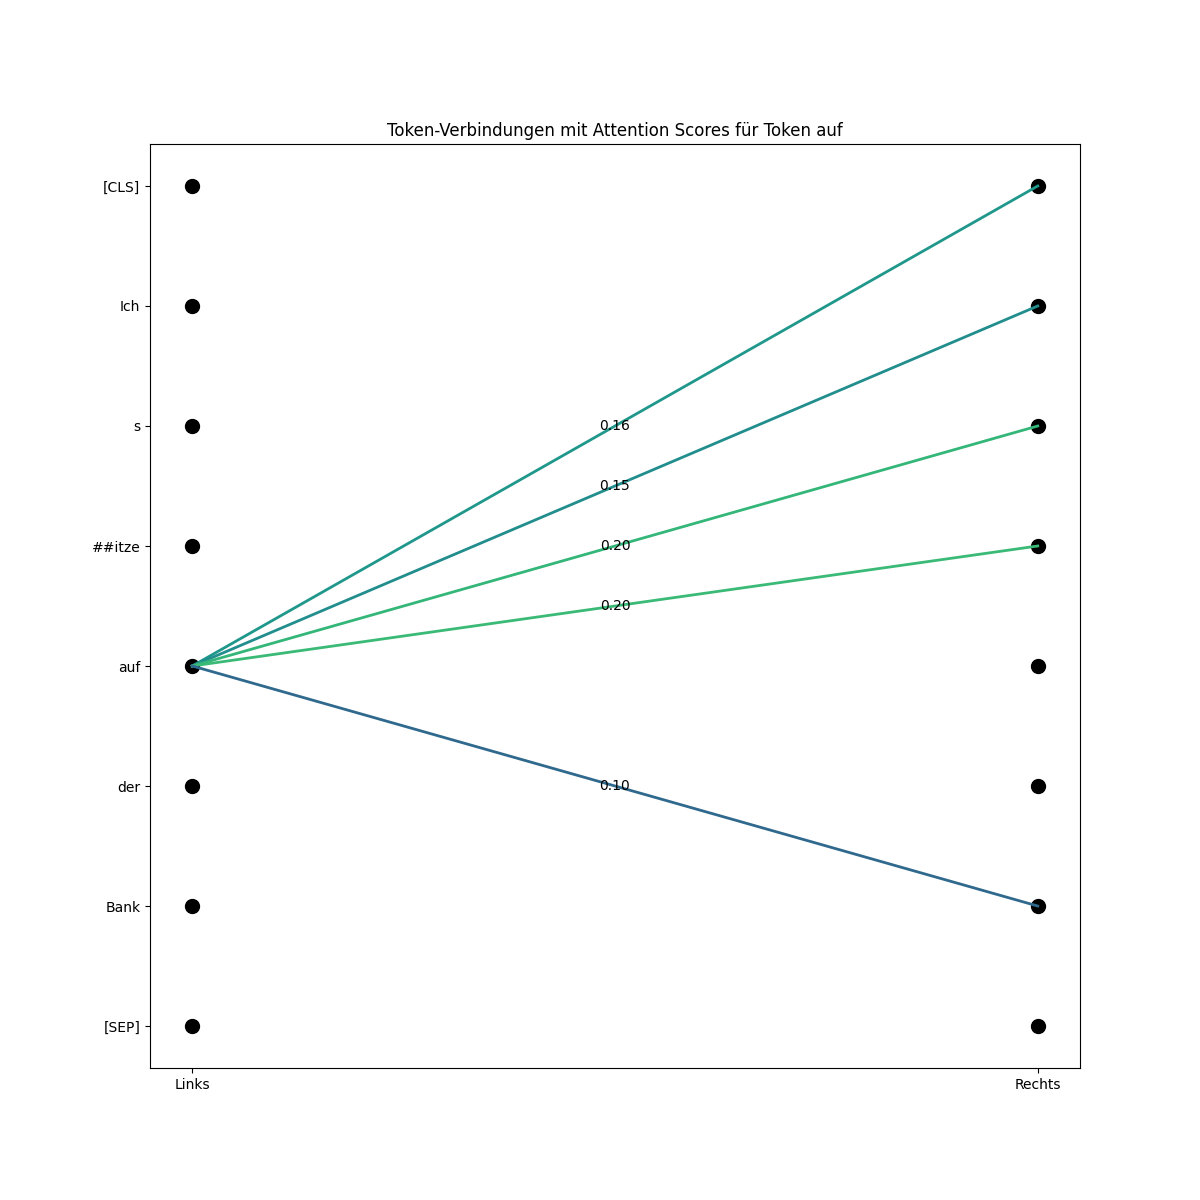 Token-Verbindungen mit Attention Scores für Token auf
[CLS]
Ich
s
0.16
0.15
##itze
0.20
0.20
auf
der
0.10
Bank
[SEP]
Links
Rechts